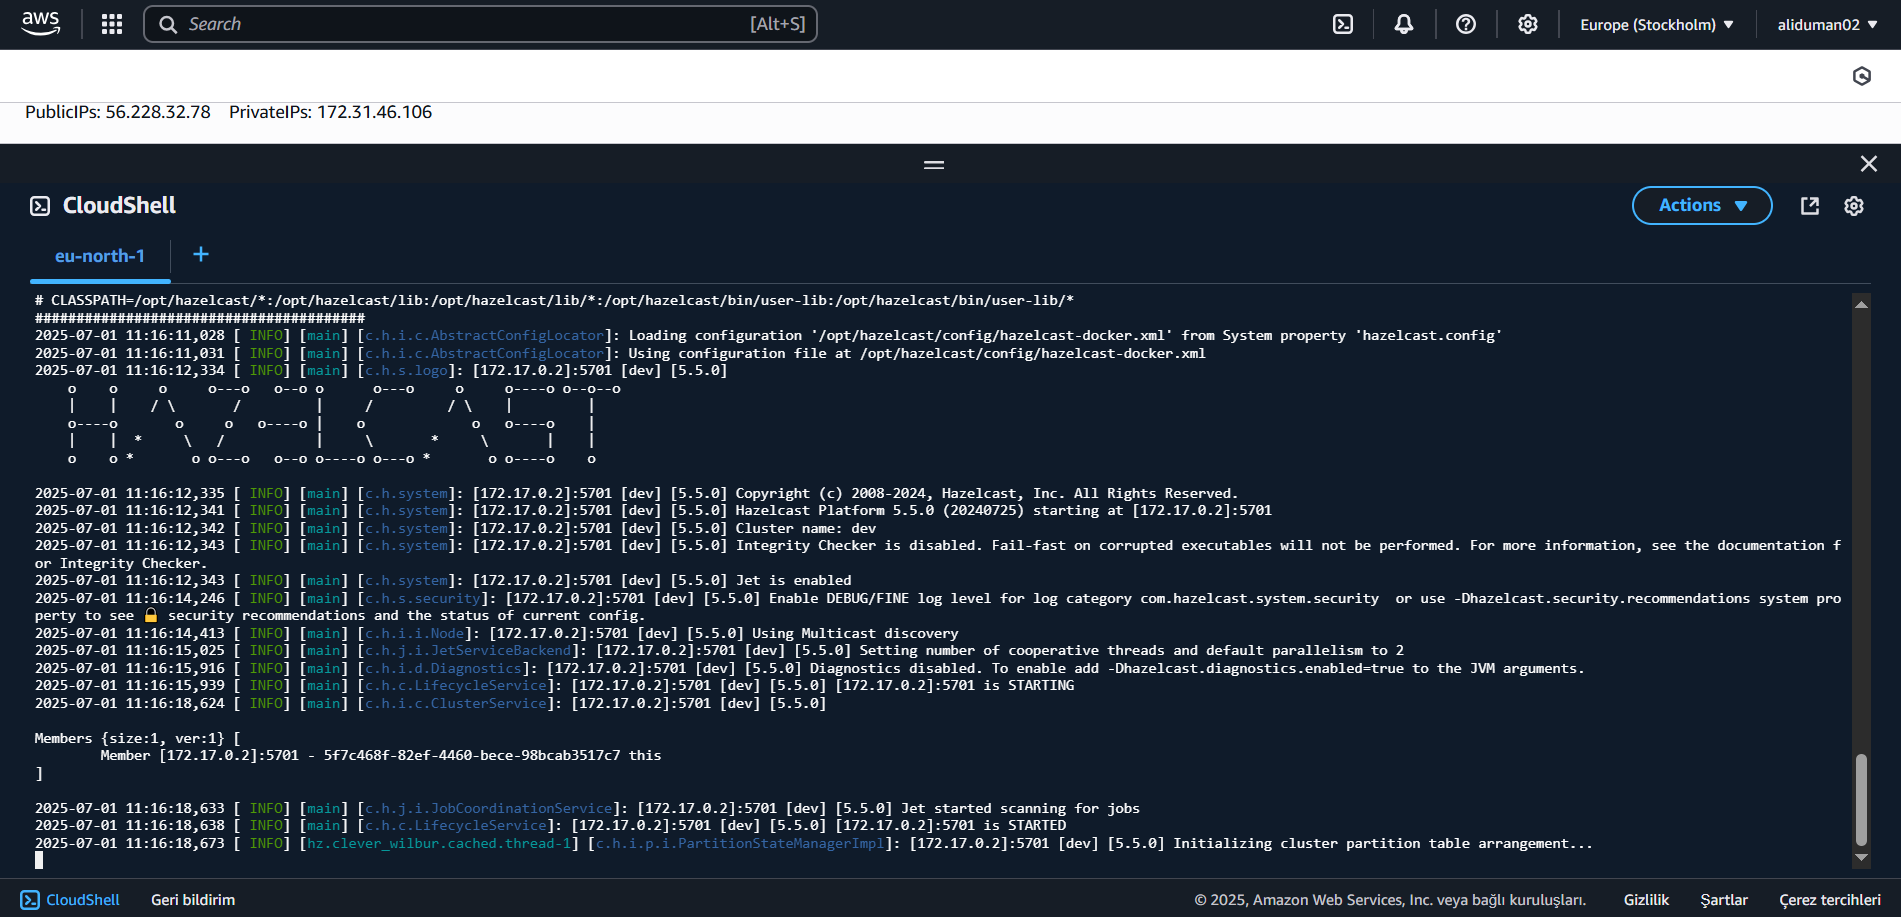 aws
Search [Alt+S] Europe (Stockholm) aliduman02
PublicIPs: 56.228.32.78 PrivateIPs: 172.31.46.106
CloudShell
Actions
eu-north-1 +
# CLASSPATH=/opt/hazelcast/*:/opt/hazelcast/lib:/opt/hazelcast/lib/*:/opt/hazelcast/bin/user-lib:/opt/hazelcast/bin/user-lib/*
########################################
2025-07-01 11:16:11,028 [ INFO] [main] [c.h.i.c.AbstractConfigLocator]: Loading configuration '/opt/hazelcast/config/hazelcast-docker.xml' from System property 'hazelcast.config'
2025-07-01 11:16:11,031 [ INFO] [main] [c.h.i.c.AbstractConfigLocator]: Using configuration file at /opt/hazelcast/config/hazelcast-docker.xml
2025-07-01 11:16:12,334 [ INFO] [main] [c.h.s.logo]: [172.17.0.2]:5701 [dev] [5.5.0]
    o    o     o     o---o   o--o o      o---o     o     o----o o--o--o
    |    |    / \       /         |     /         / \    |         |
    o----o       o     o   o----o |    o             o   o----o    |
    |    |  *     \   /           |     \       *     \       |    |
    o    o *       o o---o   o--o o----o o---o *       o o----o    o
2025-07-01 11:16:12,335 [ INFO] [main] [c.h.system]: [172.17.0.2]:5701 [dev] [5.5.0] Copyright (c) 2008-2024, Hazelcast, Inc. All Rights Reserved.
2025-07-01 11:16:12,341 [ INFO] [main] [c.h.system]: [172.17.0.2]:5701 [dev] [5.5.0] Hazelcast Platform 5.5.0 (20240725) starting at [172.17.0.2]:5701
2025-07-01 11:16:12,342 [ INFO] [main] [c.h.system]: [172.17.0.2]:5701 [dev] [5.5.0] Cluster name: dev
2025-07-01 11:16:12,343 [ INFO] [main] [c.h.system]: [172.17.0.2]:5701 [dev] [5.5.0] Integrity Checker is disabled. Fail-fast on corrupted executables will not be performed. For more information, see the documentation f
or Integrity Checker.
2025-07-01 11:16:12,343 [ INFO] [main] [c.h.system]: [172.17.0.2]:5701 [dev] [5.5.0] Jet is enabled
2025-07-01 11:16:14,246 [ INFO] [main] [c.h.s.security]: [172.17.0.2]:5701 [dev] [5.5.0] Enable DEBUG/FINE log level for log category com.hazelcast.system.security  or use -Dhazelcast.security.recommendations system pro
perty to see 🔒 security recommendations and the status of current config.
2025-07-01 11:16:14,413 [ INFO] [main] [c.h.i.i.Node]: [172.17.0.2]:5701 [dev] [5.5.0] Using Multicast discovery
2025-07-01 11:16:15,025 [ INFO] [main] [c.h.j.i.JetServiceBackend]: [172.17.0.2]:5701 [dev] [5.5.0] Setting number of cooperative threads and default parallelism to 2
2025-07-01 11:16:15,916 [ INFO] [main] [c.h.i.d.Diagnostics]: [172.17.0.2]:5701 [dev] [5.5.0] Diagnostics disabled. To enable add -Dhazelcast.diagnostics.enabled=true to the JVM arguments.
2025-07-01 11:16:15,939 [ INFO] [main] [c.h.c.LifecycleService]: [172.17.0.2]:5701 [dev] [5.5.0] [172.17.0.2]:5701 is STARTING
2025-07-01 11:16:18,624 [ INFO] [main] [c.h.i.c.ClusterService]: [172.17.0.2]:5701 [dev] [5.5.0]
Members {size:1, ver:1} [
        Member [172.17.0.2]:5701 - 5f7c468f-82ef-4460-bece-98bcab3517c7 this
]
2025-07-01 11:16:18,633 [ INFO] [main] [c.h.j.i.JobCoordinationService]: [172.17.0.2]:5701 [dev] [5.5.0] Jet started scanning for jobs
2025-07-01 11:16:18,638 [ INFO] [main] [c.h.c.LifecycleService]: [172.17.0.2]:5701 [dev] [5.5.0] [172.17.0.2]:5701 is STARTED
2025-07-01 11:16:18,673 [ INFO] [hz.clever_wilbur.cached.thread-1] [c.h.i.p.i.PartitionStateManagerImpl]: [172.17.0.2]:5701 [dev] [5.5.0] Initializing cluster partition table arrangement...
CloudShell Geri bildirim © 2025, Amazon Web Services, Inc. veya bağlı kuruluşları. Gizlilik Şartlar Çerez tercihleri